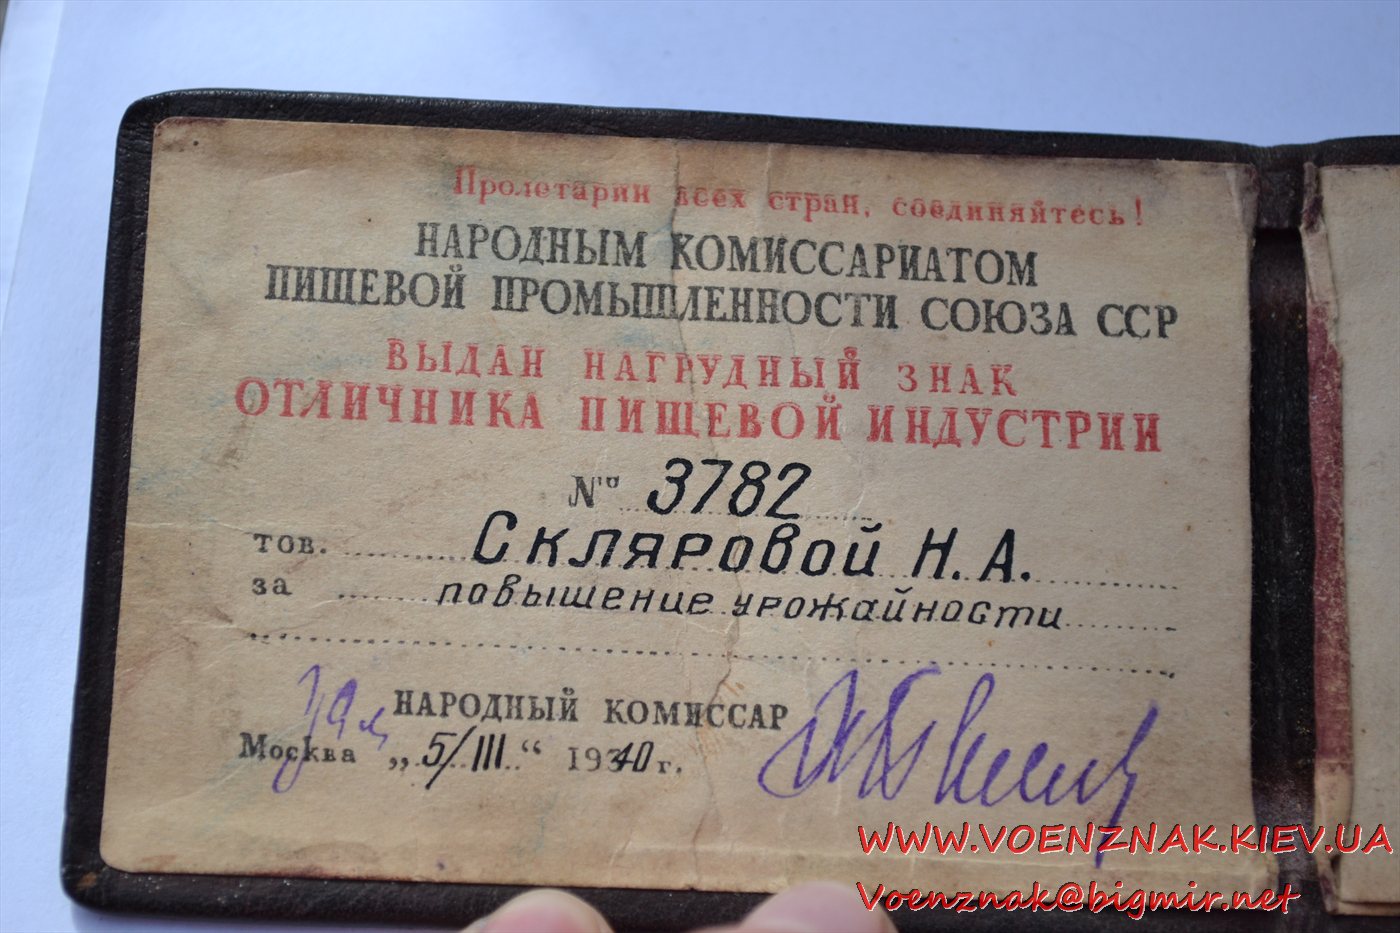 Пролетарии всех стран, соединяйтесь!
НАРОДНЫМ КОМИССАРИАТОМ
ПИЩЕВОЙ ПРОМЫШЛЕННОСТИ СОЮЗА ССР
ВЫДАН НАГРУДНЫЙ ЗНАК
ОТЛИЧНИКА ПИЩЕВОЙ ИНДУСТРИИ
№ 3782
тов. Скляровой Н.А.
за повышение урожайности
Зам НАРОДНЫЙ КОМИССАР
Москва „5/III“ 1940 г.
WWW.VOENZNAK.KIEV.UA
Voenznak@bigmir.net